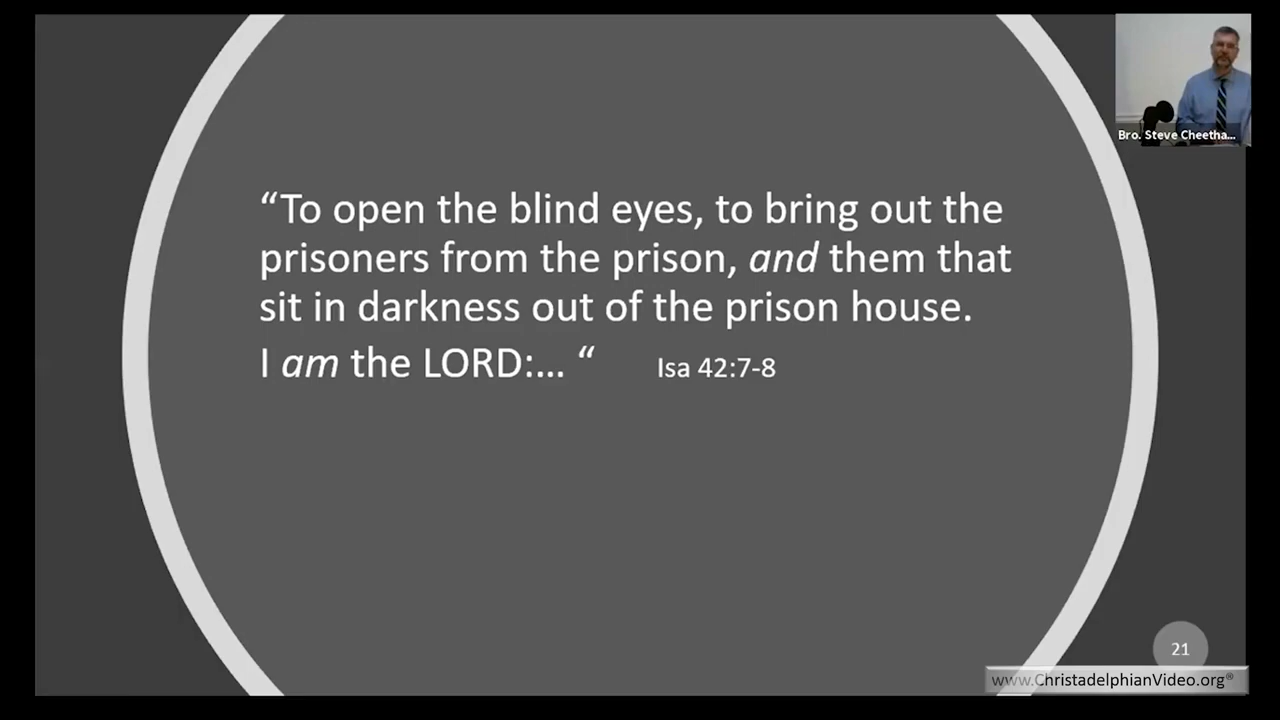 Bro. Steve Cheetha...
“To open the blind eyes, to bring out the
prisoners from the prison, and them that
sit in darkness out of the prison house.
I am the LORD:… “ Isa 42:7-8
21
www.ChristadelphianVideo.org®